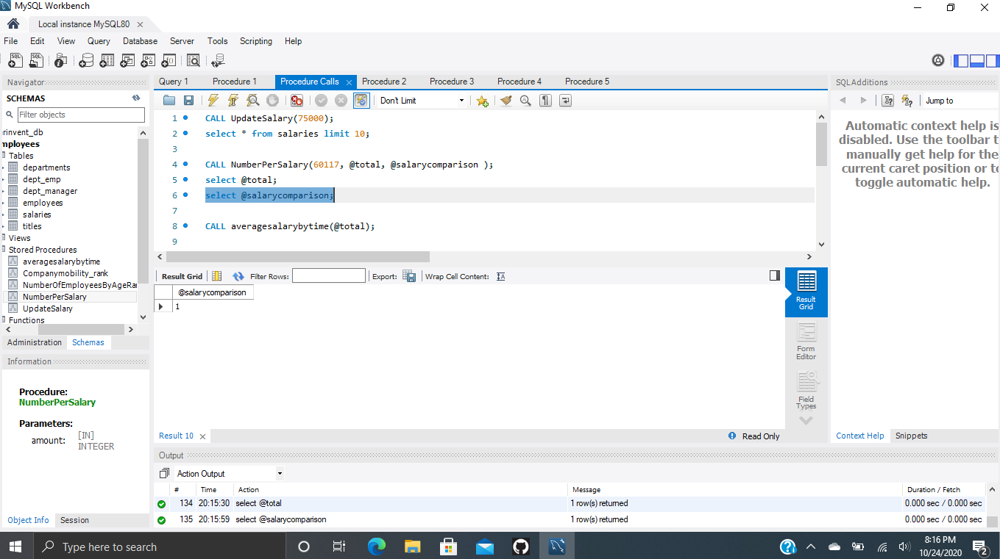 MySQL Workbench
Local instance MySQL80
File Edit View Query Database Server Tools Scripting Help
Navigator
SCHEMAS
Filter objects
rinvent_db
mployees
Tables
departments
dept_emp
dept_manager
employees
salaries
titles
Views
Stored Procedures
averagesalarybytime
Companymobility_rank
NumberOfEmployeesByAgeRa
NumberPerSalary
UpdateSalary
Functions
Administration Schemas
Information
Procedure:
NumberPerSalary
Parameters:
amount: [IN]
INTEGER
Object Info Session
Query 1 Procedure 1 Procedure Calls Procedure 2 Procedure 3 Procedure 4 Procedure 5
Don't Limit
1 CALL UpdateSalary(75000);
2 select * from salaries limit 10;
3
4 CALL NumberPerSalary(60117, @total, @salarycomparison );
5 select @total;
6 select @salarycomparison;
7
8 CALL averagesalarybytime(@total);
9
Result Grid Filter Rows: Export: Wrap Cell Content:
@salarycomparison
1
Result Grid
Form Editor
Field Types
Result 10 Read Only
Output
Action Output
# Time Action Message Duration / Fetch
134 20:15:30 select @total 1 row(s) returned 0.000 sec / 0.000 sec
135 20:15:59 select @salarycomparison 1 row(s) returned 0.000 sec / 0.000 sec
SQLAdditions
Jump to
Automatic context help is
disabled. Use the toolbar t
manually get help for the
current caret position or to
toggle automatic help.
Context Help Snippets
Type here to search
8:16 PM
10/24/2020
2